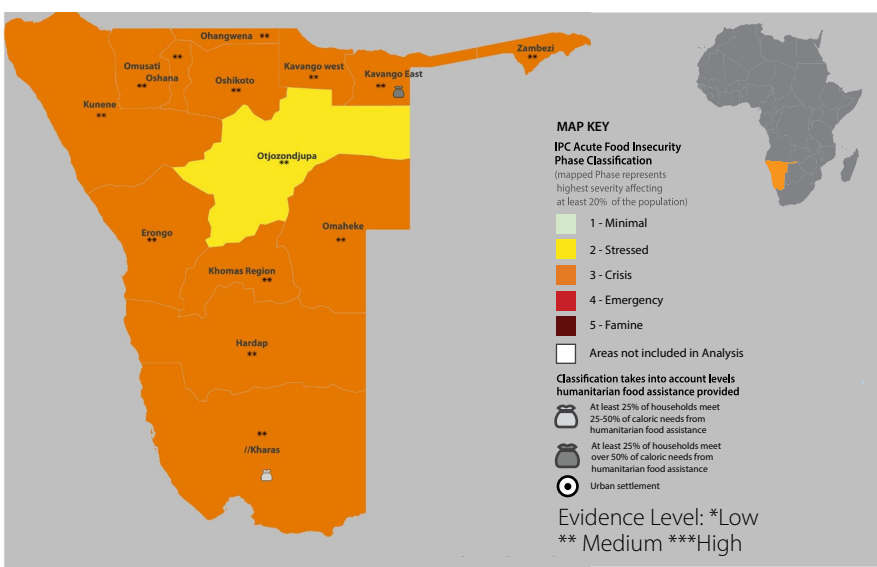 Ohangwena **
Zambezi
**
**
Omusati
Oshana
**
Kavango west
**
Kavango East
**
Oshikoto
**
Kunene
**
Otjozondjupa
**
Erongo
**
Omaheke
**
Khomas Region
**
Hardap
**
**
//Kharas
MAP KEY
IPC Acute Food Insecurity
Phase Classification
(mapped Phase represents
highest severity affecting
at least 20% of the population)
1 - Minimal
2 - Stressed
3 - Crisis
4 - Emergency
5 - Famine
Areas not included in Analysis
Classification takes into account levels
humanitarian food assistance provided
At least 25% of households meet
25-50% of caloric needs from
humanitarian food assistance
At least 25% of households meet
over 50% of caloric needs from
humanitarian food assistance
Urban settlement
Evidence Level: *Low
** Medium ***High